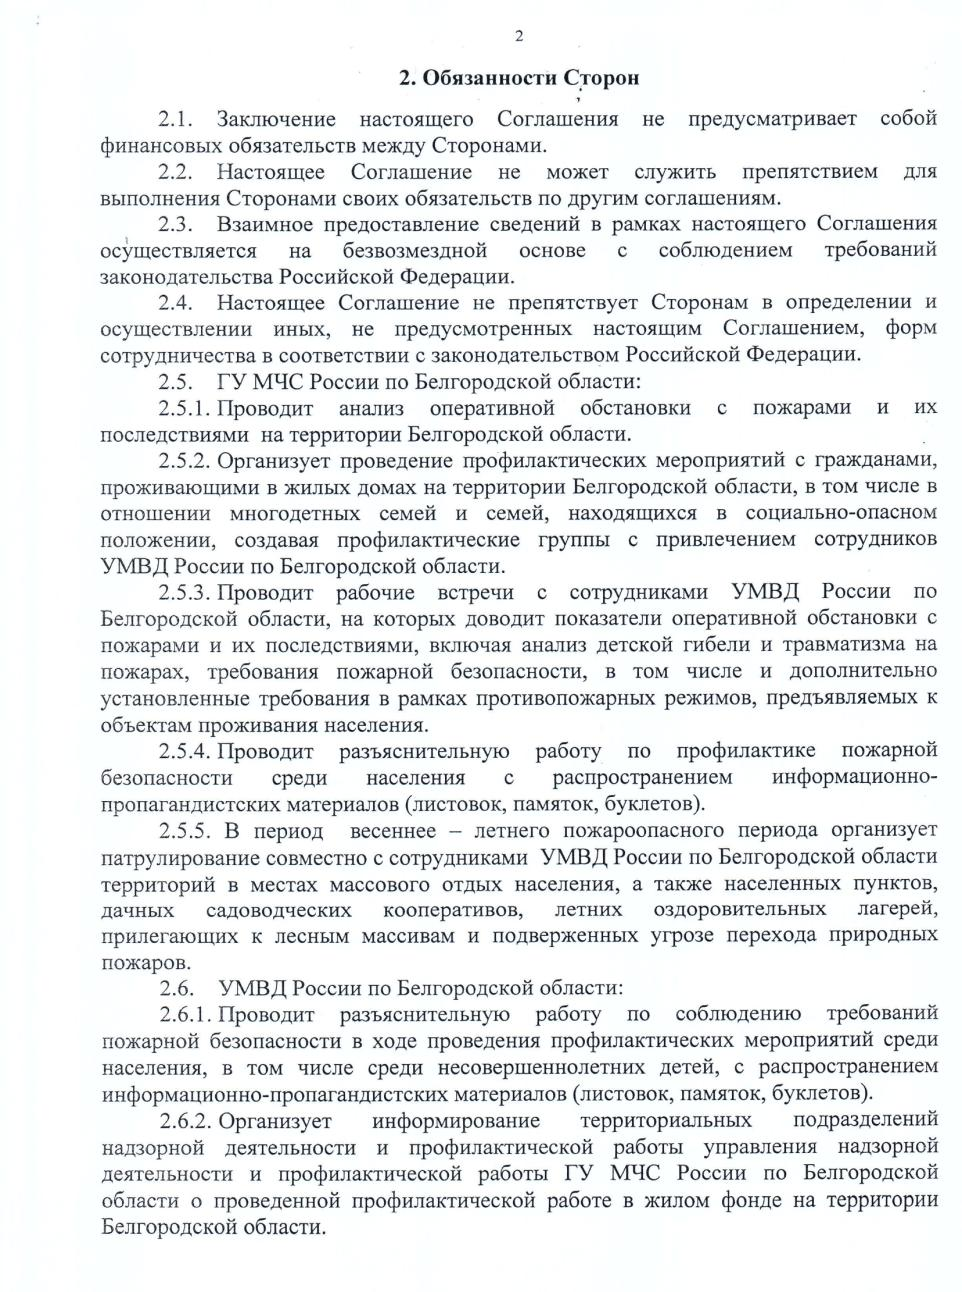 2
2. Обязанности Сторон
2.1. Заключение настоящего Соглашения не предусматривает собой
финансовых обязательств между Сторонами.
2.2. Настоящее Соглашение не может служить препятствием для
выполнения Сторонами своих обязательств по другим соглашениям.
2.3. Взаимное предоставление сведений в рамках настоящего Соглашения
осуществляется на безвозмездной основе с соблюдением требований
законодательства Российской Федерации.
2.4. Настоящее Соглашение не препятствует Сторонам в определении и
осуществлении иных, не предусмотренных настоящим Соглашением, форм
сотрудничества в соответствии с законодательством Российской Федерации.
2.5. ГУ МЧС России по Белгородской области:
2.5.1. Проводит анализ оперативной обстановки с пожарами и их
последствиями на территории Белгородской области.
2.5.2. Организует проведение профилактических мероприятий с гражданами,
проживающими в жилых домах на территории Белгородской области, в том числе в
отношении многодетных семей и семей, находящихся в социально-опасном
положении, создавая профилактические группы с привлечением сотрудников
УМВД России по Белгородской области.
2.5.3. Проводит рабочие встречи с сотрудниками УМВД России по
Белгородской области, на которых доводит показатели оперативной обстановки с
пожарами и их последствиями, включая анализ детской гибели и травматизма на
пожарах, требования пожарной безопасности, в том числе и дополнительно
установленные требования в рамках противопожарных режимов, предъявляемых к
объектам проживания населения.
2.5.4. Проводит разъяснительную работу по профилактике пожарной
безопасности среди населения с распространением информационно-
пропагандистских материалов (листовок, памяток, буклетов).
2.5.5. В период весеннее – летнего пожароопасного периода организует
патрулирование совместно с сотрудниками УМВД России по Белгородской области
территорий в местах массового отдых населения, а также населенных пунктов,
дачных садоводческих кооперативов, летних оздоровительных лагерей,
прилегающих к лесным массивам и подверженных угрозе перехода природных
пожаров.
2.6. УМВД России по Белгородской области:
2.6.1. Проводит разъяснительную работу по соблюдению требований
пожарной безопасности в ходе проведения профилактических мероприятий среди
населения, в том числе среди несовершеннолетних детей, с распространением
информационно-пропагандистских материалов (листовок, памяток, буклетов).
2.6.2. Организует информирование территориальных подразделений
надзорной деятельности и профилактической работы управления надзорной
деятельности и профилактической работы ГУ МЧС России по Белгородской
области о проведенной профилактической работе в жилом фонде на территории
Белгородской области.